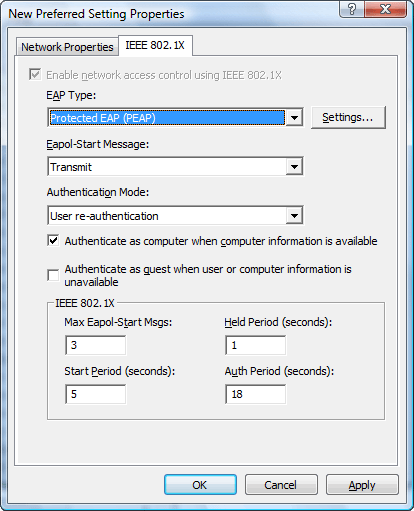 New Preferred Setting Properties
Network Properties
IEEE 802.1X
Enable network access control using IEEE 802.1X
EAP Type:
Protected EAP (PEAP)
Settings...
Eapol-Start Message:
Transmit
Authentication Mode:
User re-authentication
Authenticate as computer when computer information is available
Authenticate as guest when user or computer information is
unavailable
IEEE 802.1X
Max Eapol-Start Msgs:
Held Period (seconds):
3
1
Start Period (seconds):
Auth Period (seconds):
5
18
OK
Cancel
Apply